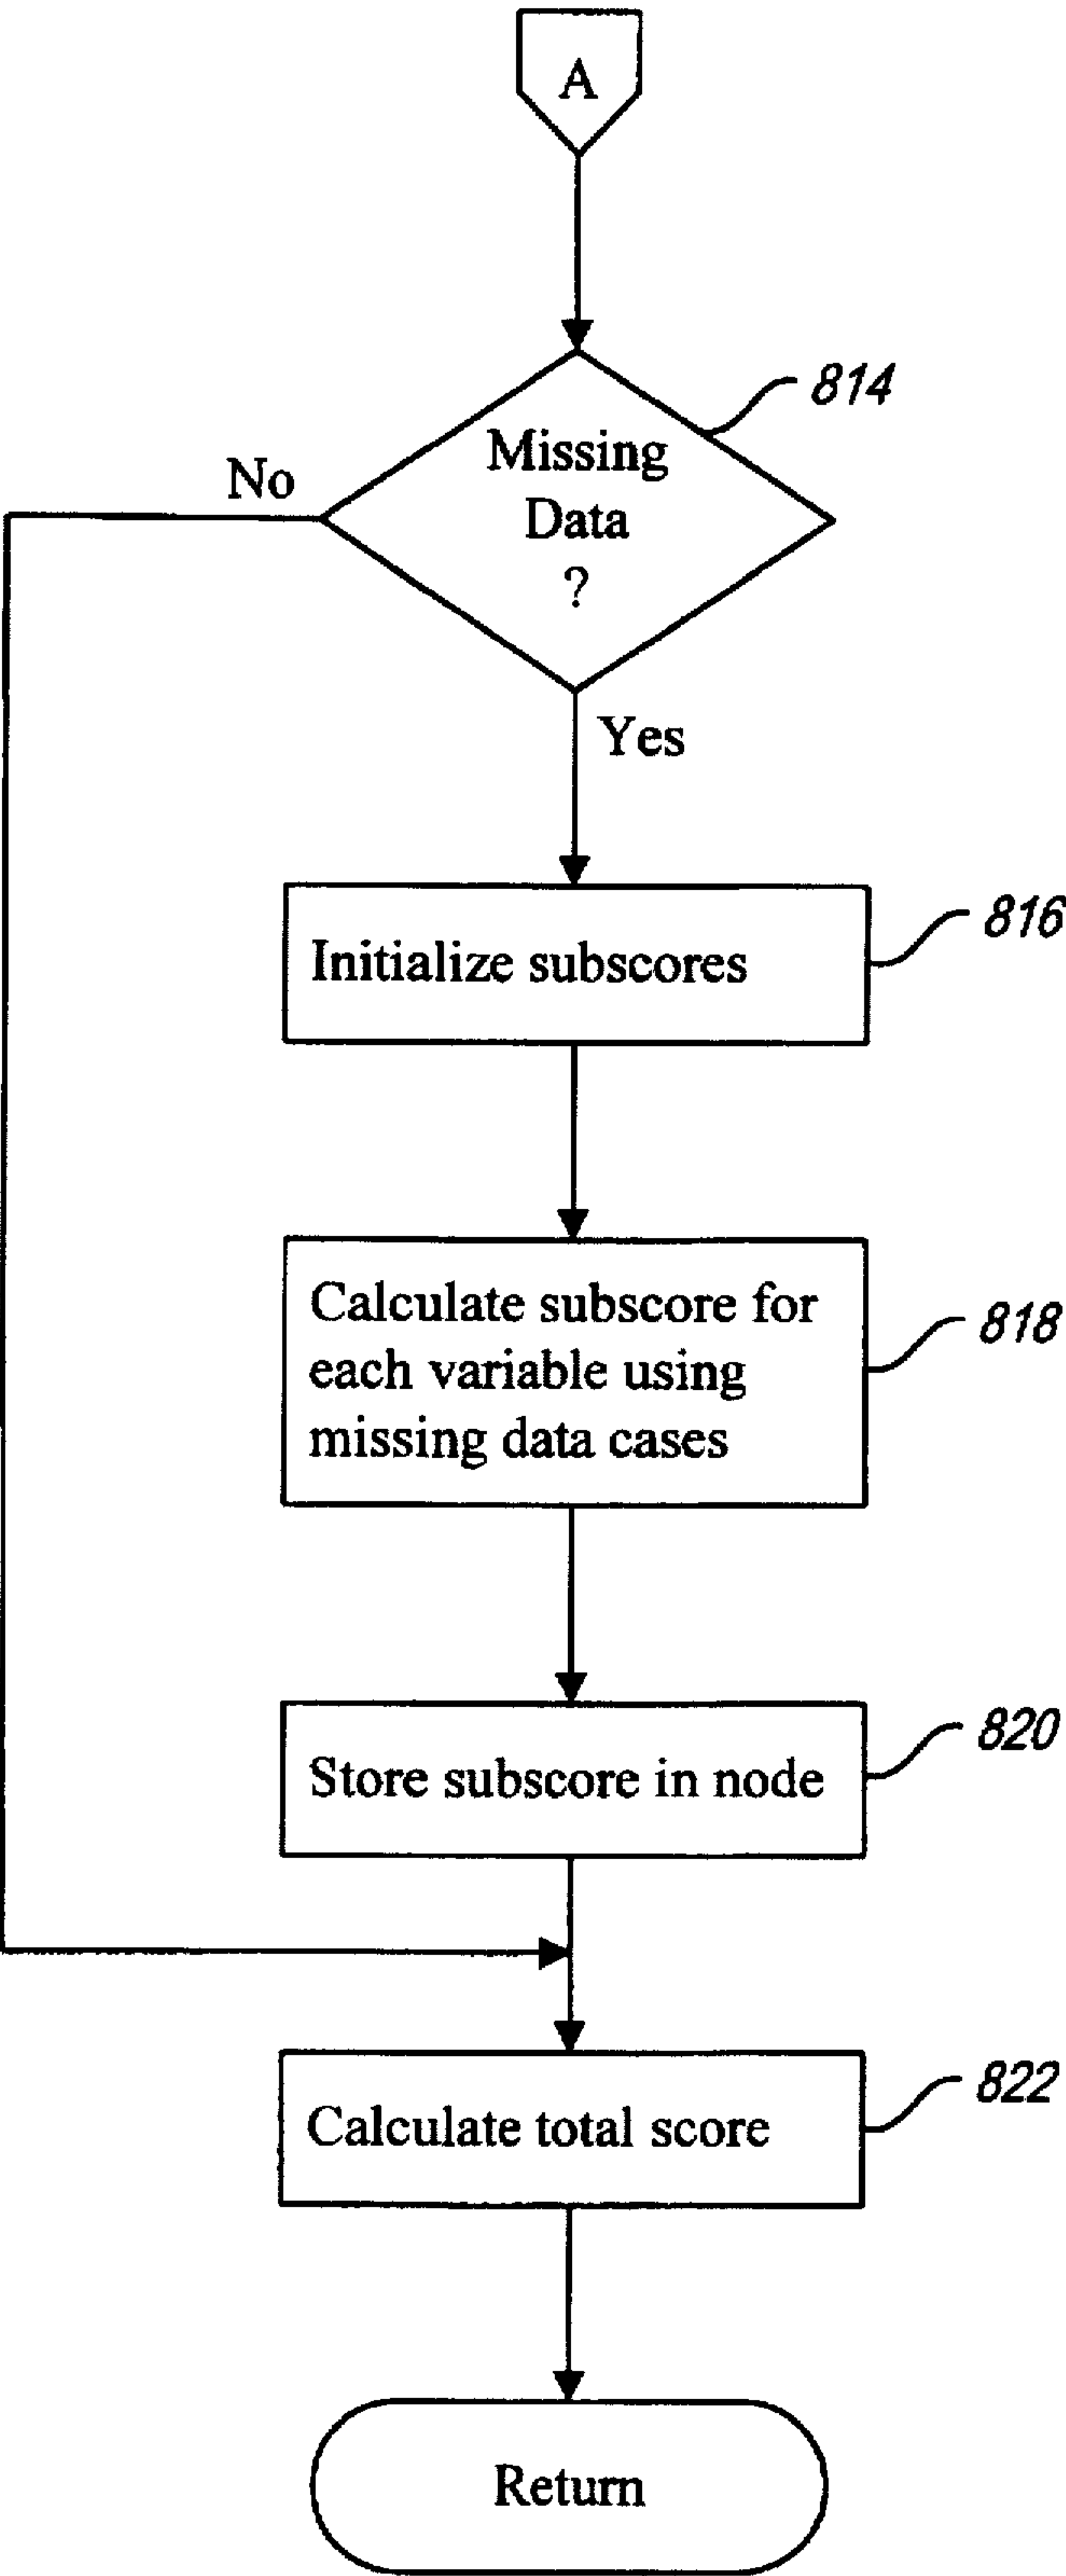 A
814
Missing
Data
?
No
Yes
816
Initialize subscores
818
Calculate subscore for
each variable using
missing data cases
820
Store subscore in node
822
Calculate total score
Return